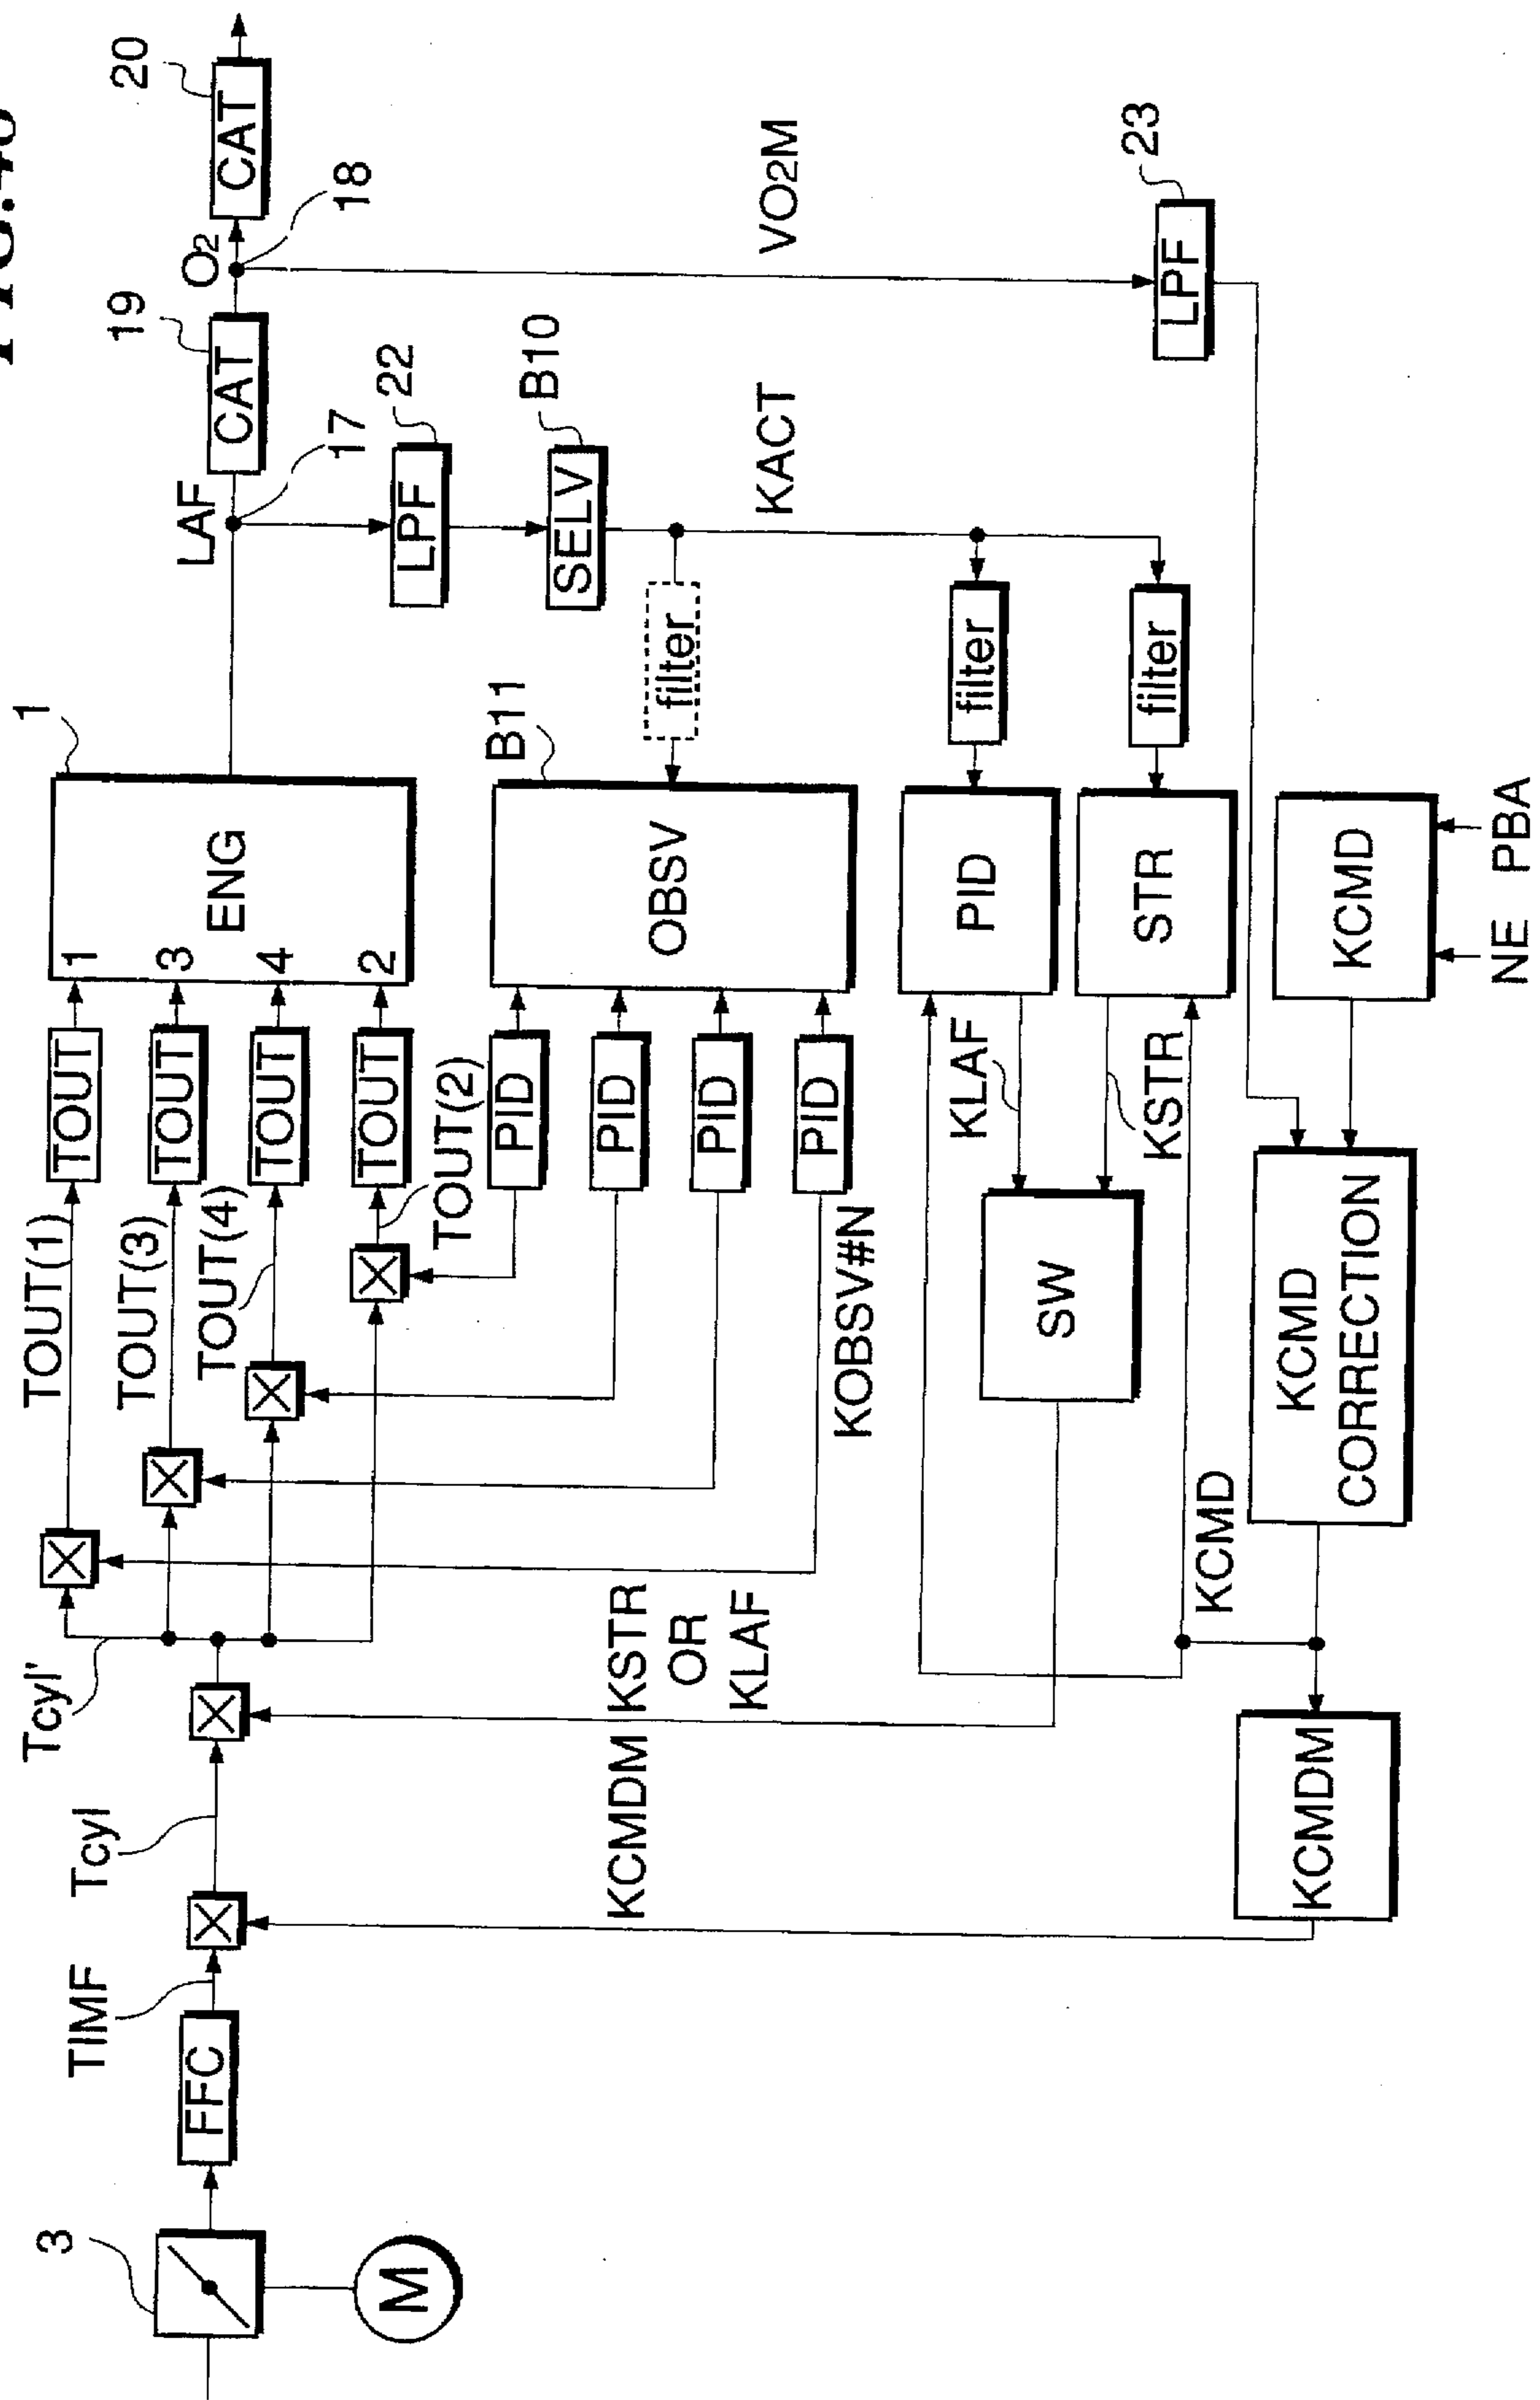 20
CAT
O2
18
19
CAT
LAF
17
22
LPF
B10
SELV
VO2M
23
LPF
KACT
filter
filter
filter
1
ENG
1
3
4
2
B11
OBSV
PID
STR
KCMD
NE
PBA
TOUT
TOUT
TOUT
TOUT
TOUT(1)
TOUT(3)
TOUT(4)
TOUT(2)
PID
PID
PID
PID
KOBSV#N
KLAF
KSTR
SW
KCMD
CORRECTION
KCMD
Tcyl'
KSTR
OR
KLAF
Tcyl
KCMDM
KCMDM
TIMF
FFC
3
M